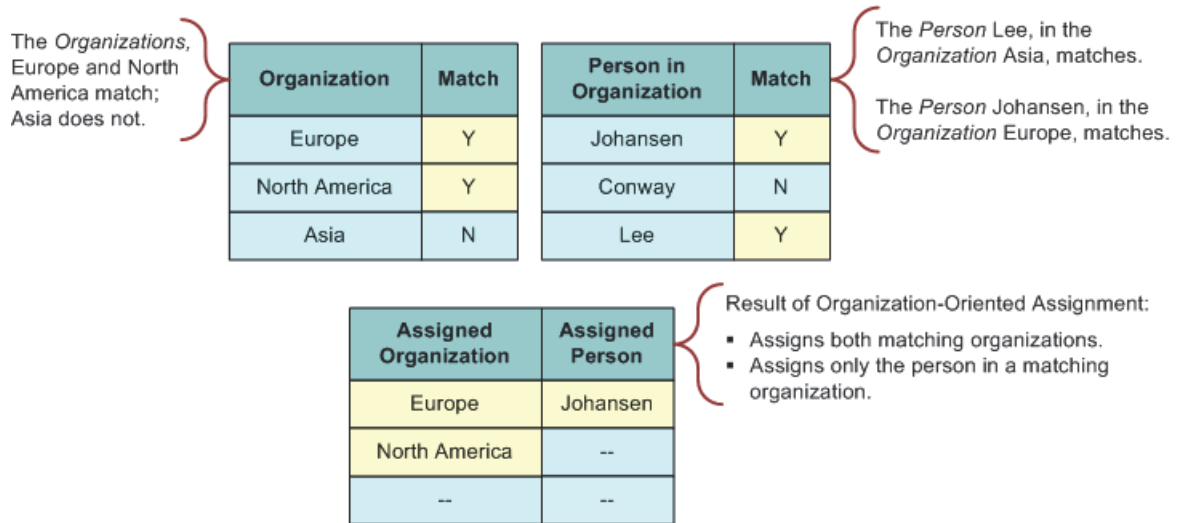 The Organizations,
Europe and North
America match;
Asia does not.
Organization Match
Europe Y
North America Y
Asia N
Person in
Organization Match
Johansen Y
Conway N
Lee Y
The Person Lee, in the
Organization Asia, matches.
The Person Johansen, in the
Organization Europe, matches.
Assigned Assigned
Organization Person
Europe Johansen
North America --
-- --
Result of Organization-Oriented Assignment:
▪ Assigns both matching organizations.
▪ Assigns only the person in a matching
organization.